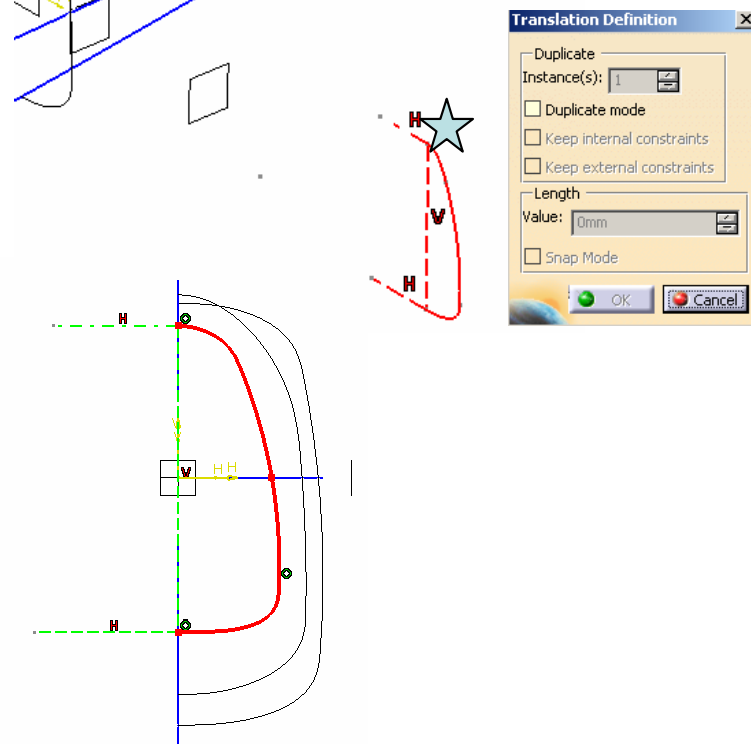 Translation Definition
Duplicate
Instance(s): 1
Duplicate mode
Keep internal constraints
Keep external constraints
Length
Value: 0mm
Snap Mode
OK
Cancel
H
V
H
H
V
V
H H
H